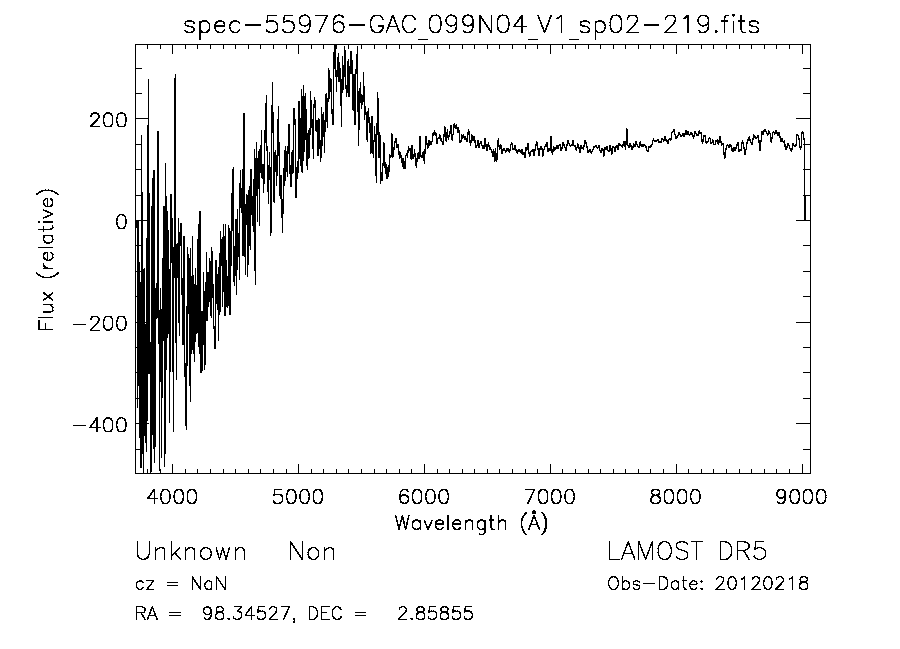 spec-55976-GAC_099N04_V1_sp02-219.fits
200
0
-200
-400
Flux (relative)
4000 5000 6000 7000 8000 9000
Wavelength (Å)
Unknown Non LAMOST DR5
cz = NaN Obs-Date: 20120218
RA = 98.34527, DEC = 2.85855